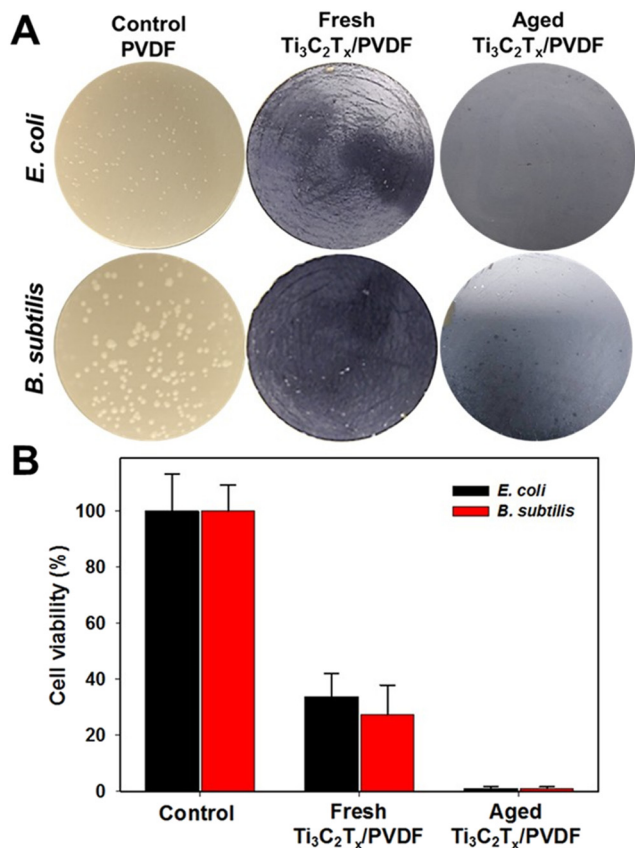 A
Control
PVDF
Fresh
Ti₃C₂Tₓ/PVDF
Aged
Ti₃C₂Tₓ/PVDF
E. coli
B. subtilis
B
Cell viability (%)
100
80
60
40
20
0
E. coli
B. subtilis
Control
Fresh
Ti₃C₂Tₓ/PVDF
Aged
Ti₃C₂Tₓ/PVDF